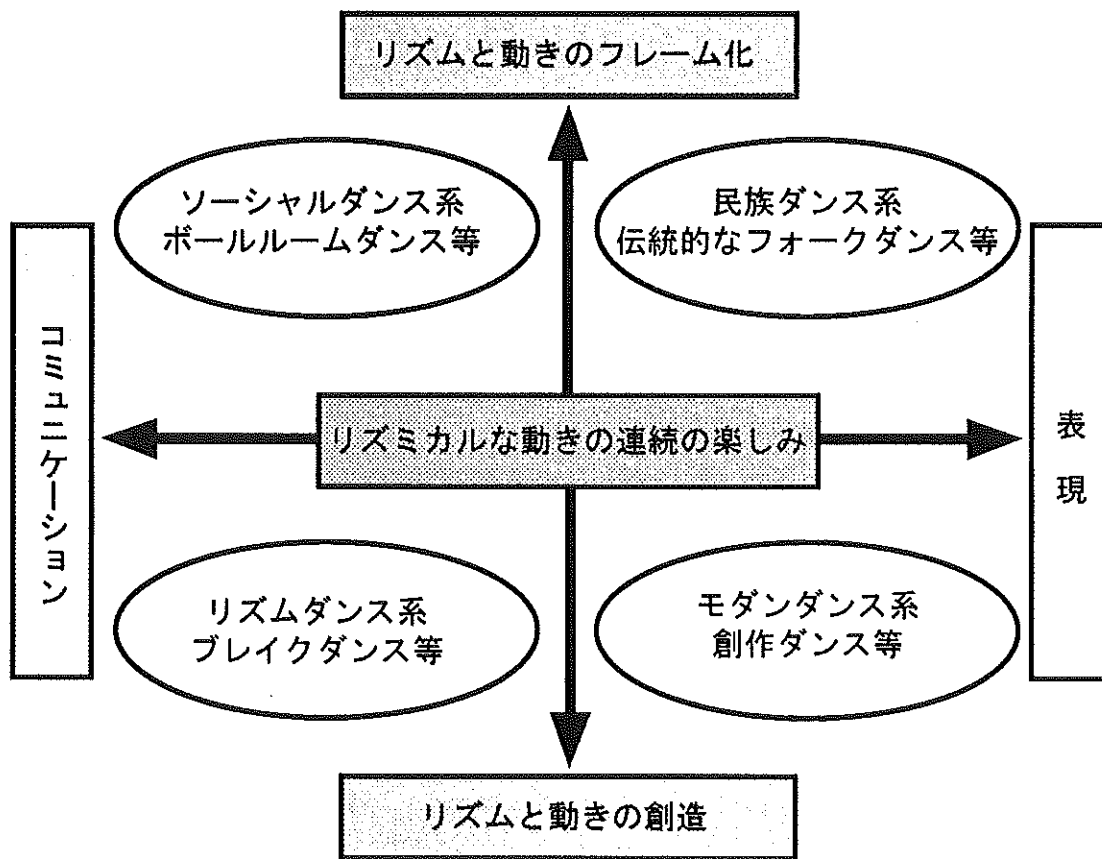 リズムと動きのフレーム化
ソーシャルダンス系
ボールルームダンス等
民族ダンス系
伝統的なフォークダンス等
コミュニケーション
リズミカルな動きの連続の楽しみ
表現
リズムダンス系
ブレイクダンス等
モダンダンス系
創作ダンス等
リズムと動きの創造